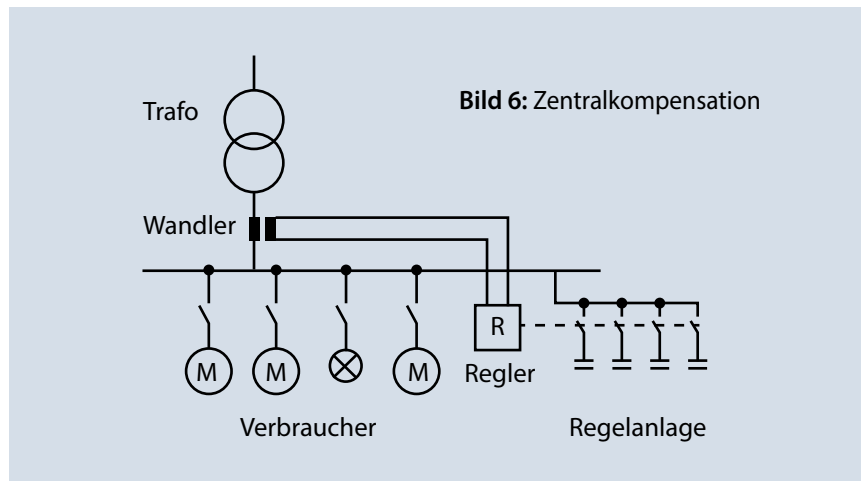 Trafo
Bild 6: Zentralkompensation
Wandler
R
M
M
M
Regler
Verbraucher
Regelanlage